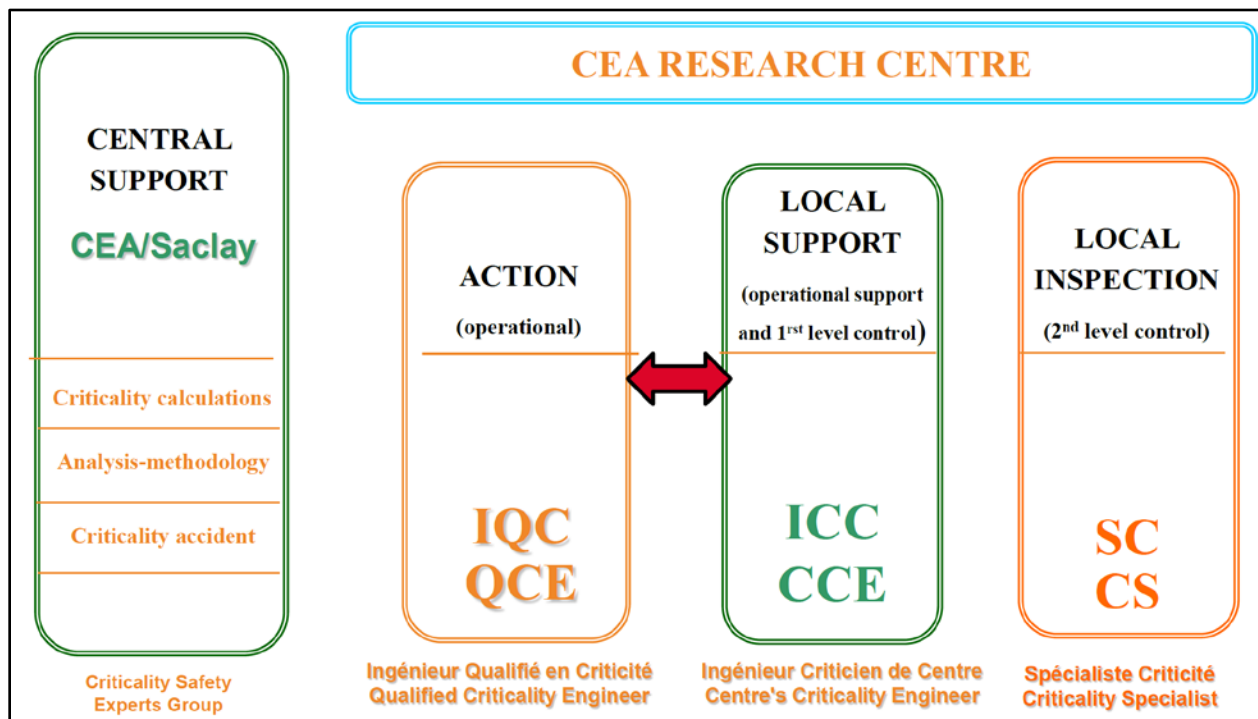 CEA RESEARCH CENTRE
CENTRAL
SUPPORT
CEA/Saclay
Criticality calculations
Analysis-methodology
Criticality accident
Criticality Safety
Experts Group
ACTION
(operational)
IQC
QCE
Ingénieur Qualifié en Criticité
Qualified Criticality Engineer
LOCAL
SUPPORT
(operational support
and 1rst level control)
ICC
CCE
Ingénieur Criticien de Centre
Centre's Criticality Engineer
LOCAL
INSPECTION
(2nd level control)
SC
CS
Spécialiste Criticité
Criticality Specialist